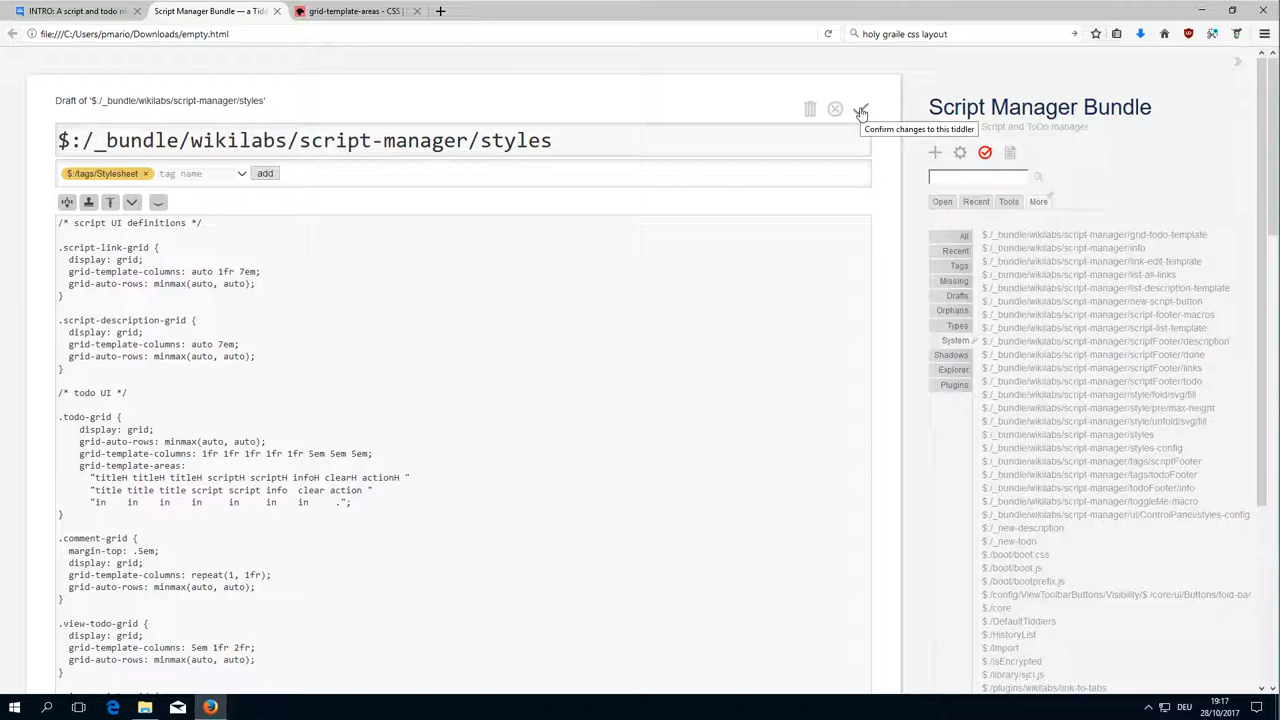 INTRO: A script and todo m
Script Manager Bundle — a Tidd
grid-template-areas - CSS |
file:///C:/Users/pmario/Downloads/empty.html
holy graile css layout
Draft of '$:/_bundle/wikilabs/script-manager/styles'
Confirm changes to this tiddler
$:/_bundle/wikilabs/script-manager/styles
$:/tags/Stylesheet ×
tag name
add
/* script UI definitions */
.script-link-grid {
display: grid;
grid-template-columns: auto 1fr 7em;
grid-auto-rows: minmax(auto, auto);
}
.script-description-grid {
display: grid;
grid-template-columns: auto 7em;
grid-auto-rows: minmax(auto, auto);
}
/* todo UI */
.todo-grid {
display: grid;
grid-auto-rows: minmax(auto, auto);
grid-template-columns: 1fr 1fr 1fr 1fr 1fr 5em 5em 5em;
grid-template-areas:
"titleH titleH titleH scriptH scriptH infoH clearH actionH "
"title title title script script info clear action "
"in in in in in in in .";
}
.comment-grid {
margin-top: .5em;
display: grid;
grid-template-columns: repeat(1, 1fr);
grid-auto-rows: minmax(auto, auto);
}
.view-todo-grid {
display: grid;
grid-template-columns: 5em 1fr 2fr;
grid-auto-rows: minmax(auto, auto);
}
Script Manager Bundle
Script and ToDo manager
Open
Recent
Tools
More
All
Recent
Tags
Missing
Drafts
Orphans
Types
System
Shadows
Explorer
Plugins
$:/_bundle/wikilabs/script-manager/grid-todo-template
$:/_bundle/wikilabs/script-manager/info
$:/_bundle/wikilabs/script-manager/link-edit-template
$:/_bundle/wikilabs/script-manager/list-all-links
$:/_bundle/wikilabs/script-manager/list-description-template
$:/_bundle/wikilabs/script-manager/new-script-button
$:/_bundle/wikilabs/script-manager/script-footer-macros
$:/_bundle/wikilabs/script-manager/script-list-template
$:/_bundle/wikilabs/script-manager/scriptFooter/description
$:/_bundle/wikilabs/script-manager/scriptFooter/done
$:/_bundle/wikilabs/script-manager/scriptFooter/links
$:/_bundle/wikilabs/script-manager/scriptFooter/todo
$:/_bundle/wikilabs/script-manager/style/fold/svg/fill
$:/_bundle/wikilabs/script-manager/style/pre/max-height
$:/_bundle/wikilabs/script-manager/style/unfold/svg/fill
$:/_bundle/wikilabs/script-manager/styles
$:/_bundle/wikilabs/script-manager/styles-config
$:/_bundle/wikilabs/script-manager/tags/scriptFooter
$:/_bundle/wikilabs/script-manager/tags/todoFooter
$:/_bundle/wikilabs/script-manager/todoFooter/info
$:/_bundle/wikilabs/script-manager/toggleMe-macro
$:/_bundle/wikilabs/script-manager/ui/ControlPanel/styles-config
$:/_new-description
$:/_new-todo
$:/boot/boot.css
$:/boot/boot.js
$:/boot/bootprefix.js
$:/config/ViewToolbarButtons/Visibility/$:/core/ui/Buttons/fold-bar
$:/core
$:/DefaultTiddlers
$:/HistoryList
$:/Import
$:/isEncrypted
$:/library/sjcl.js
$:/plugins/wikilabs/link-to-tabs
DEU
19:17
28/10/2017